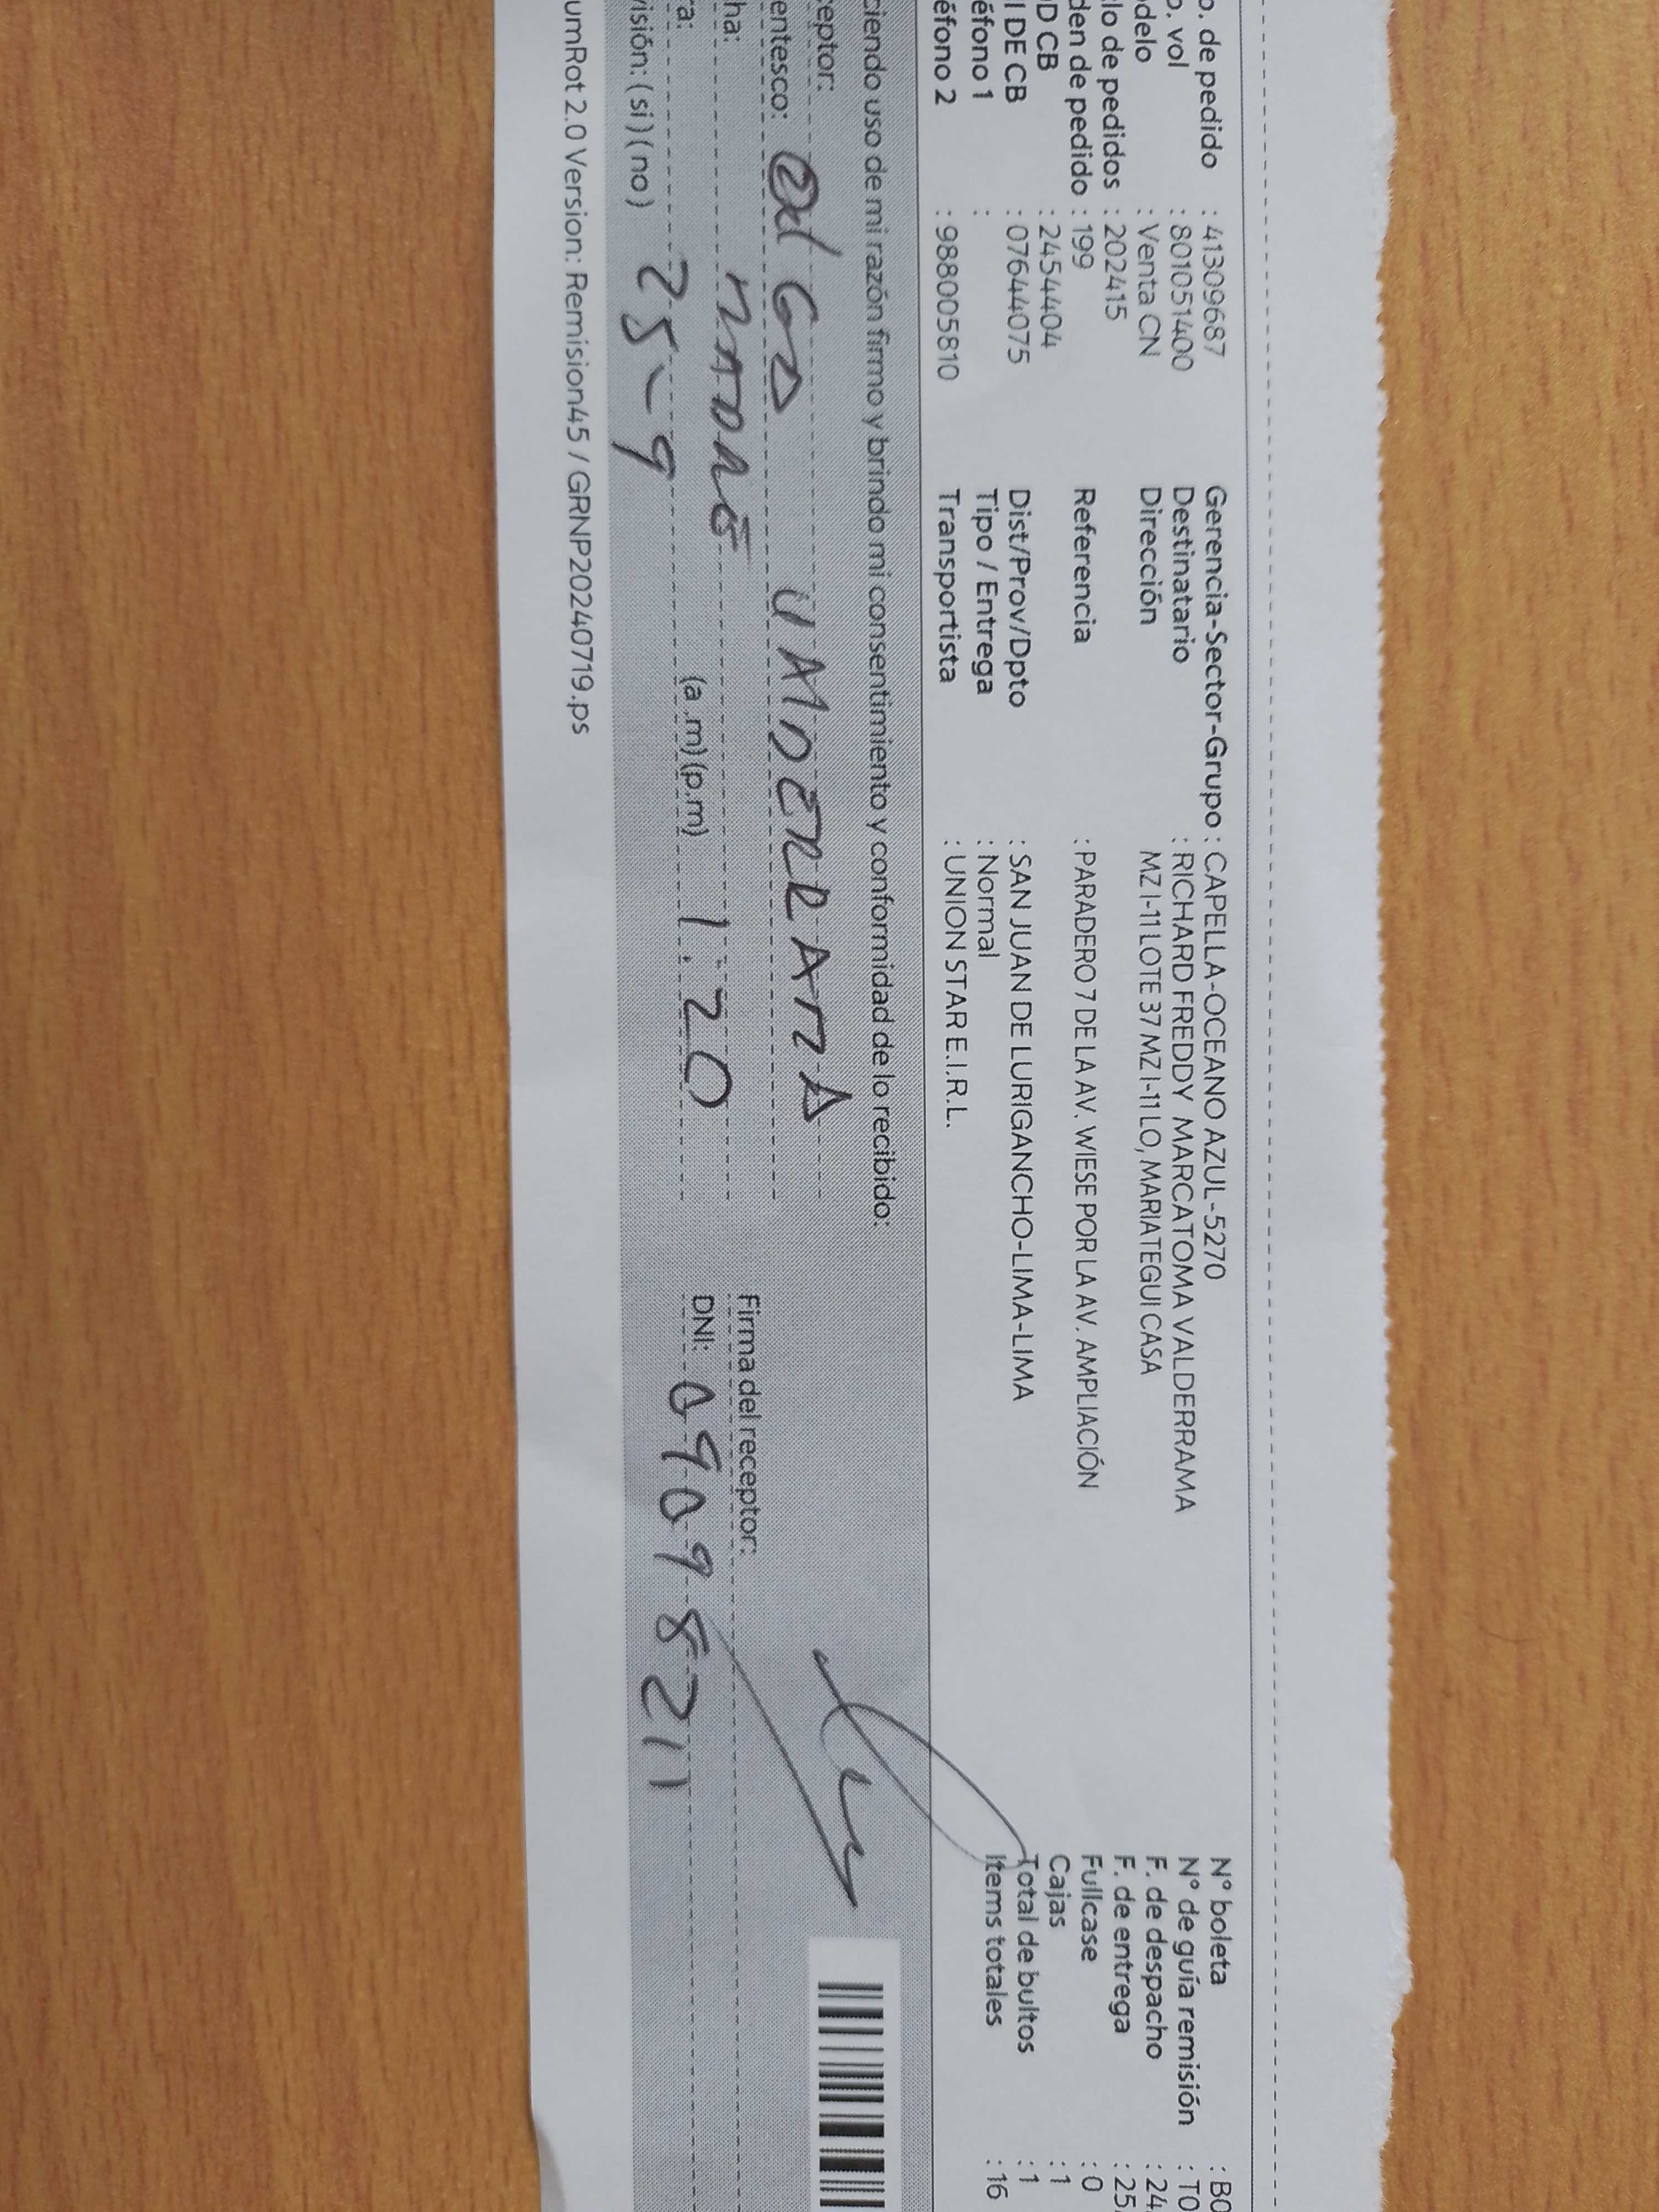 o. de pedido : 41309687 Gerencia-Sector-Grupo : CAPELLA-OCEANO AZUL-5270 N° boleta : B0
o. vol : 801051400 Destinatario : RICHARD FREDDY MARCATOMA VALDERRAMA N° de guía remisión : T0
delo : Venta CN Dirección MZ I-11 LOTE 37 MZ I-11 LO, MARIATEGUI CASA F. de despacho : 24
lo de pedidos : 202415 F. de entrega : 25
den de pedido : 199 Referencia : PARADERO 7 DE LA AV. WIESE POR LA AV. AMPLIACIÓN Fullcase : 0
D CB : 2454404 Cajas : 1
I DE CB : 07644075 Dist/Prov/Dpto : SAN JUAN DE LURIGANCHO-LIMA-LIMA Total de bultos : 1
éfono 1 : Tipo / Entrega : Normal Items totales : 16
éfono 2 : 988005810 Transportista : UNION STAR E.I.R.L.
ciendo uso de mi razón firmo y brindo mi consentimiento y conformidad de lo recibido:
eptor: VADERRAMA
entesco:
ha: Firma del receptor:
ra: 25-9 (a.m)(p.m) 1:20 DNI: 09098211
isión: (si)(no)
umRot 2.0 Version: Remision45 / GRNP20240719.ps